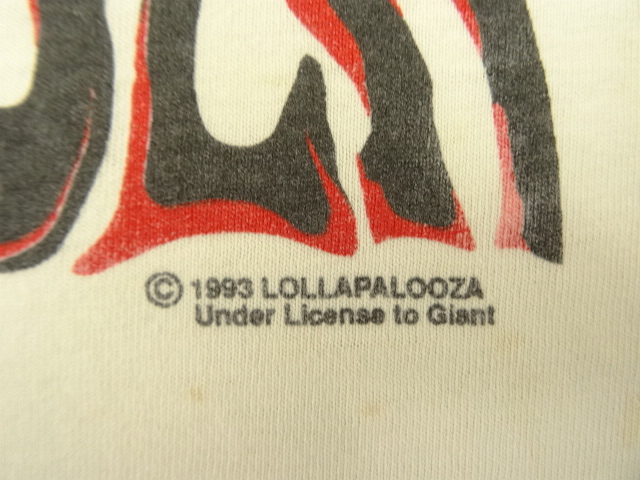 © 1993 LOLLAPALOOZA
Under License to Giant